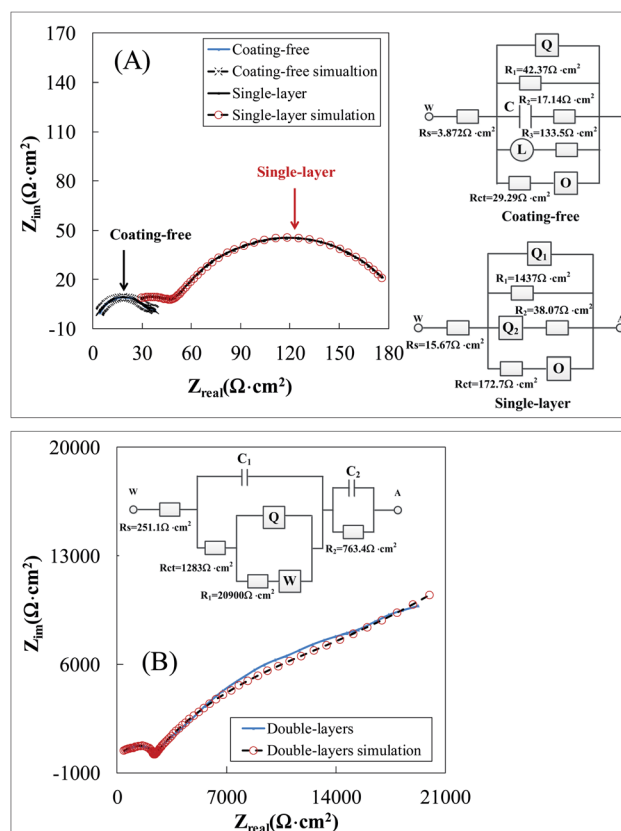 170
140
110
80
50
20
-10
Z_im(Ω·cm²)
(A)
Coating-free
Coating-free simualtion
Single-layer
Single-layer simulation
Single-layer
Coating-free
0 30 60 90 120 150 180
Z_real(Ω·cm²)
Q
R₁=42.37Ω·cm²
R₂=17.14Ω·cm²
W
C
Rs=3.872Ω·cm²
R₃=133.5Ω·cm²
L
O
Rct=29.29Ω·cm²
Coating-free
Q₁
R₁=1437Ω·cm²
R₂=38.07Ω·cm²
W
Q₂
A
Rs=15.67Ω·cm²
O
Rct=172.7Ω·cm²
Single-layer
20000
13000
6000
-1000
Z_im(Ω·cm²)
C₁
C₂
W
A
Rs=251.1Ω·cm²
Q
R₂=763.4Ω·cm²
Rct=1283Ω·cm²
W
R₁=20900Ω·cm²
(B)
Double-layers
Double-layers simulation
0 7000 14000 21000
Z_real(Ω·cm²)